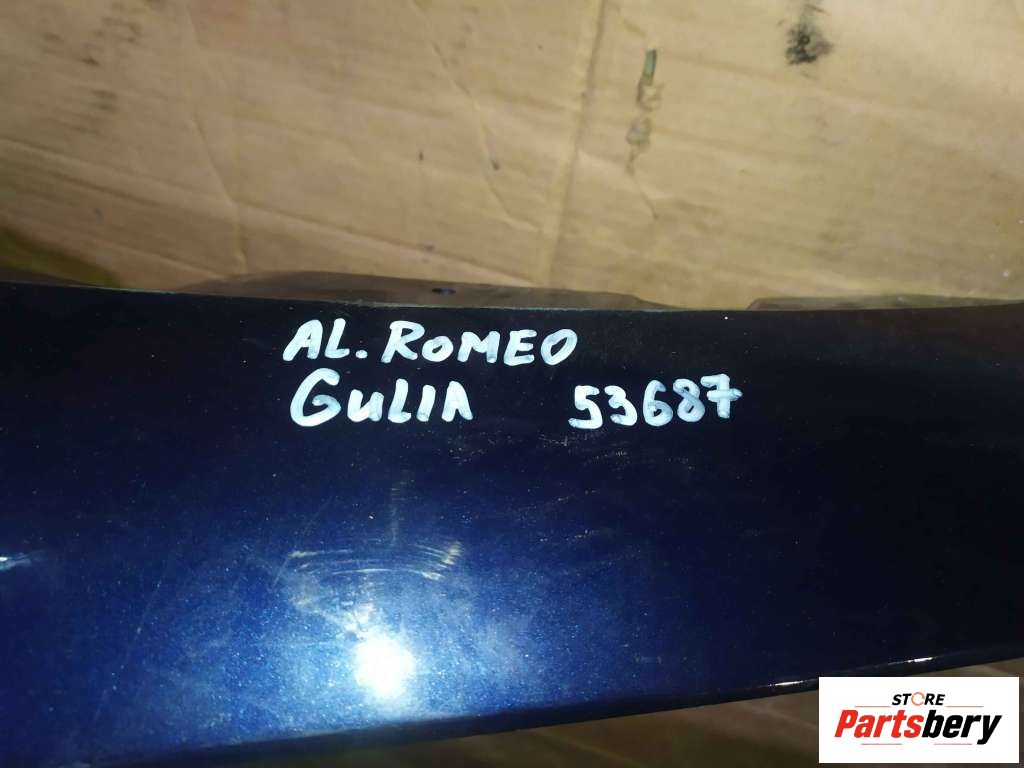 AL. ROMEO
GULIA 53687
STORE
Partsbery